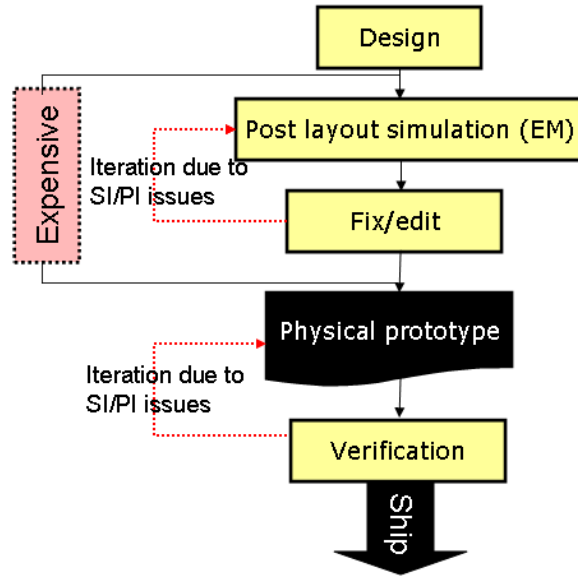 Design
Expensive
Post layout simulation (EM)
Iteration due to
SI/PI issues
Fix/edit
Physical prototype
Iteration due to
SI/PI issues
Verification
Ship